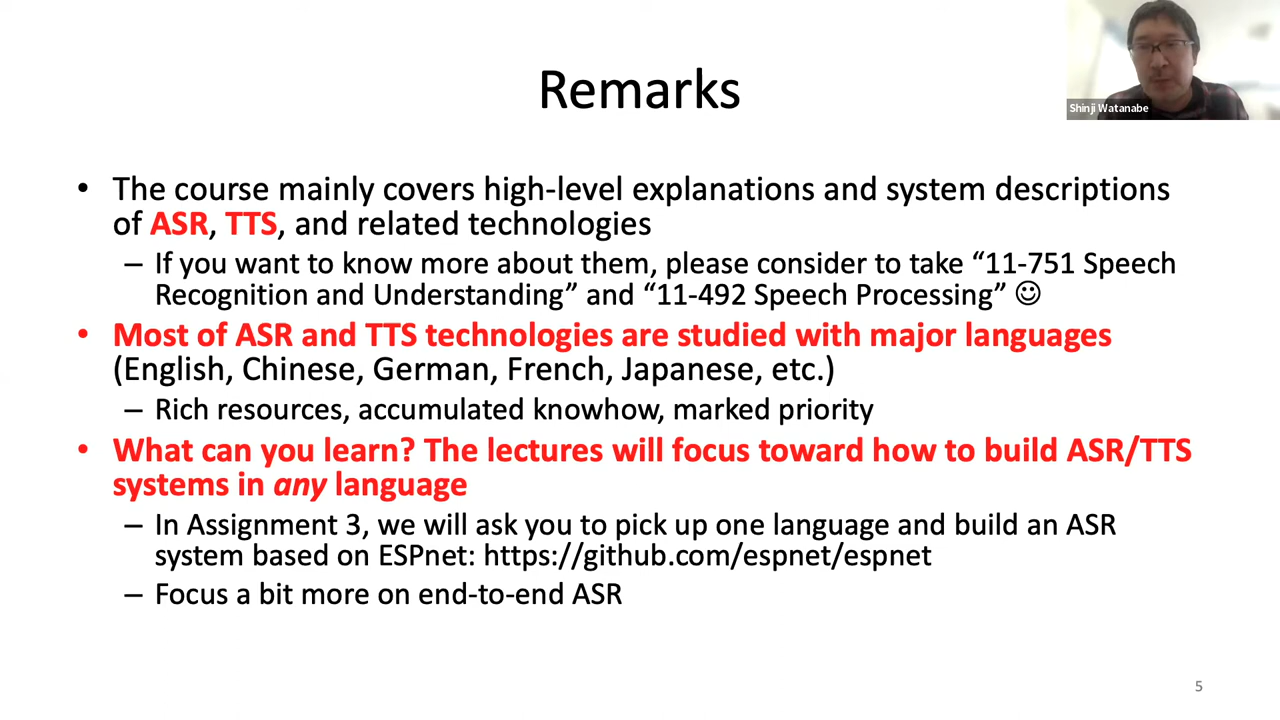 Remarks
Shinji Watanabe
• The course mainly covers high-level explanations and system descriptions
of ASR, TTS, and related technologies
– If you want to know more about them, please consider to take “11-751 Speech
Recognition and Understanding” and “11-492 Speech Processing” ☺
• Most of ASR and TTS technologies are studied with major languages
(English, Chinese, German, French, Japanese, etc.)
– Rich resources, accumulated knowhow, marked priority
• What can you learn? The lectures will focus toward how to build ASR/TTS
systems in any language
– In Assignment 3, we will ask you to pick up one language and build an ASR
system based on ESPnet: https://github.com/espnet/espnet
– Focus a bit more on end-to-end ASR
5